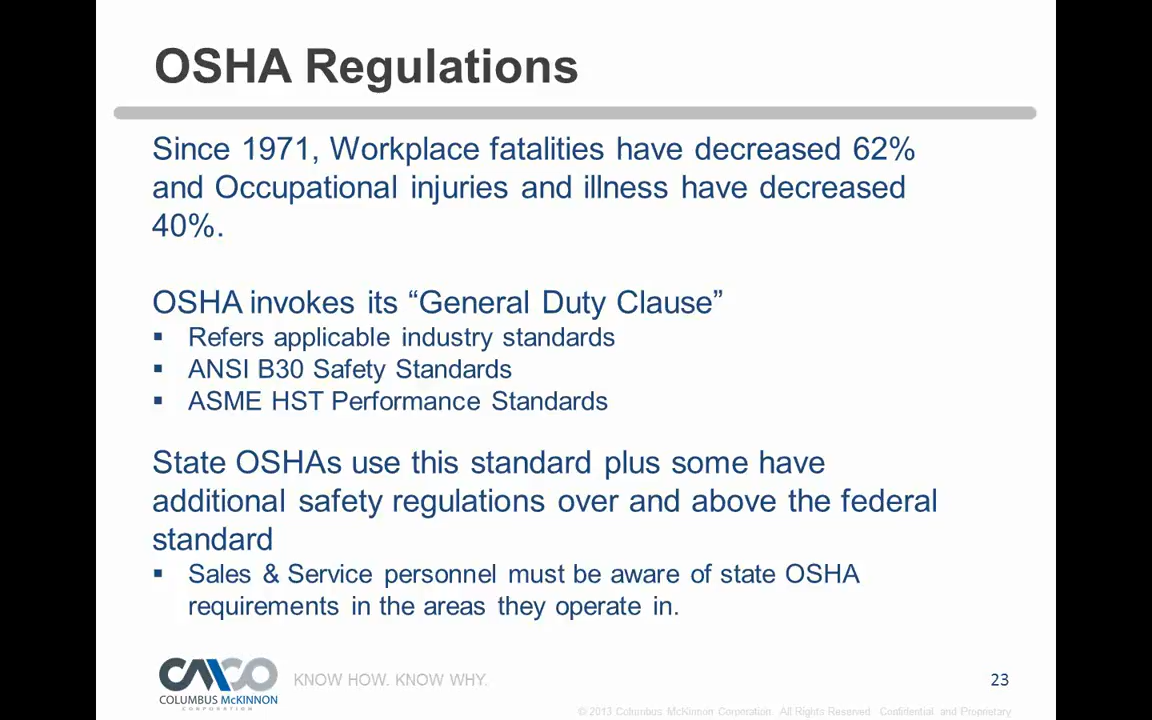 OSHA Regulations
Since 1971, Workplace fatalities have decreased 62%
and Occupational injuries and illness have decreased
40%.
OSHA invokes its “General Duty Clause”
▪ Refers applicable industry standards
▪ ANSI B30 Safety Standards
▪ ASME HST Performance Standards
State OSHAs use this standard plus some have
additional safety regulations over and above the federal
standard
▪ Sales & Service personnel must be aware of state OSHA
requirements in the areas they operate in.
CMCO
COLUMBUS McKINNON
CORPORATION
KNOW HOW. KNOW WHY.
23
© 2013 Columbus McKinnon Corporation. All Rights Reserved. Confidential and Proprietary